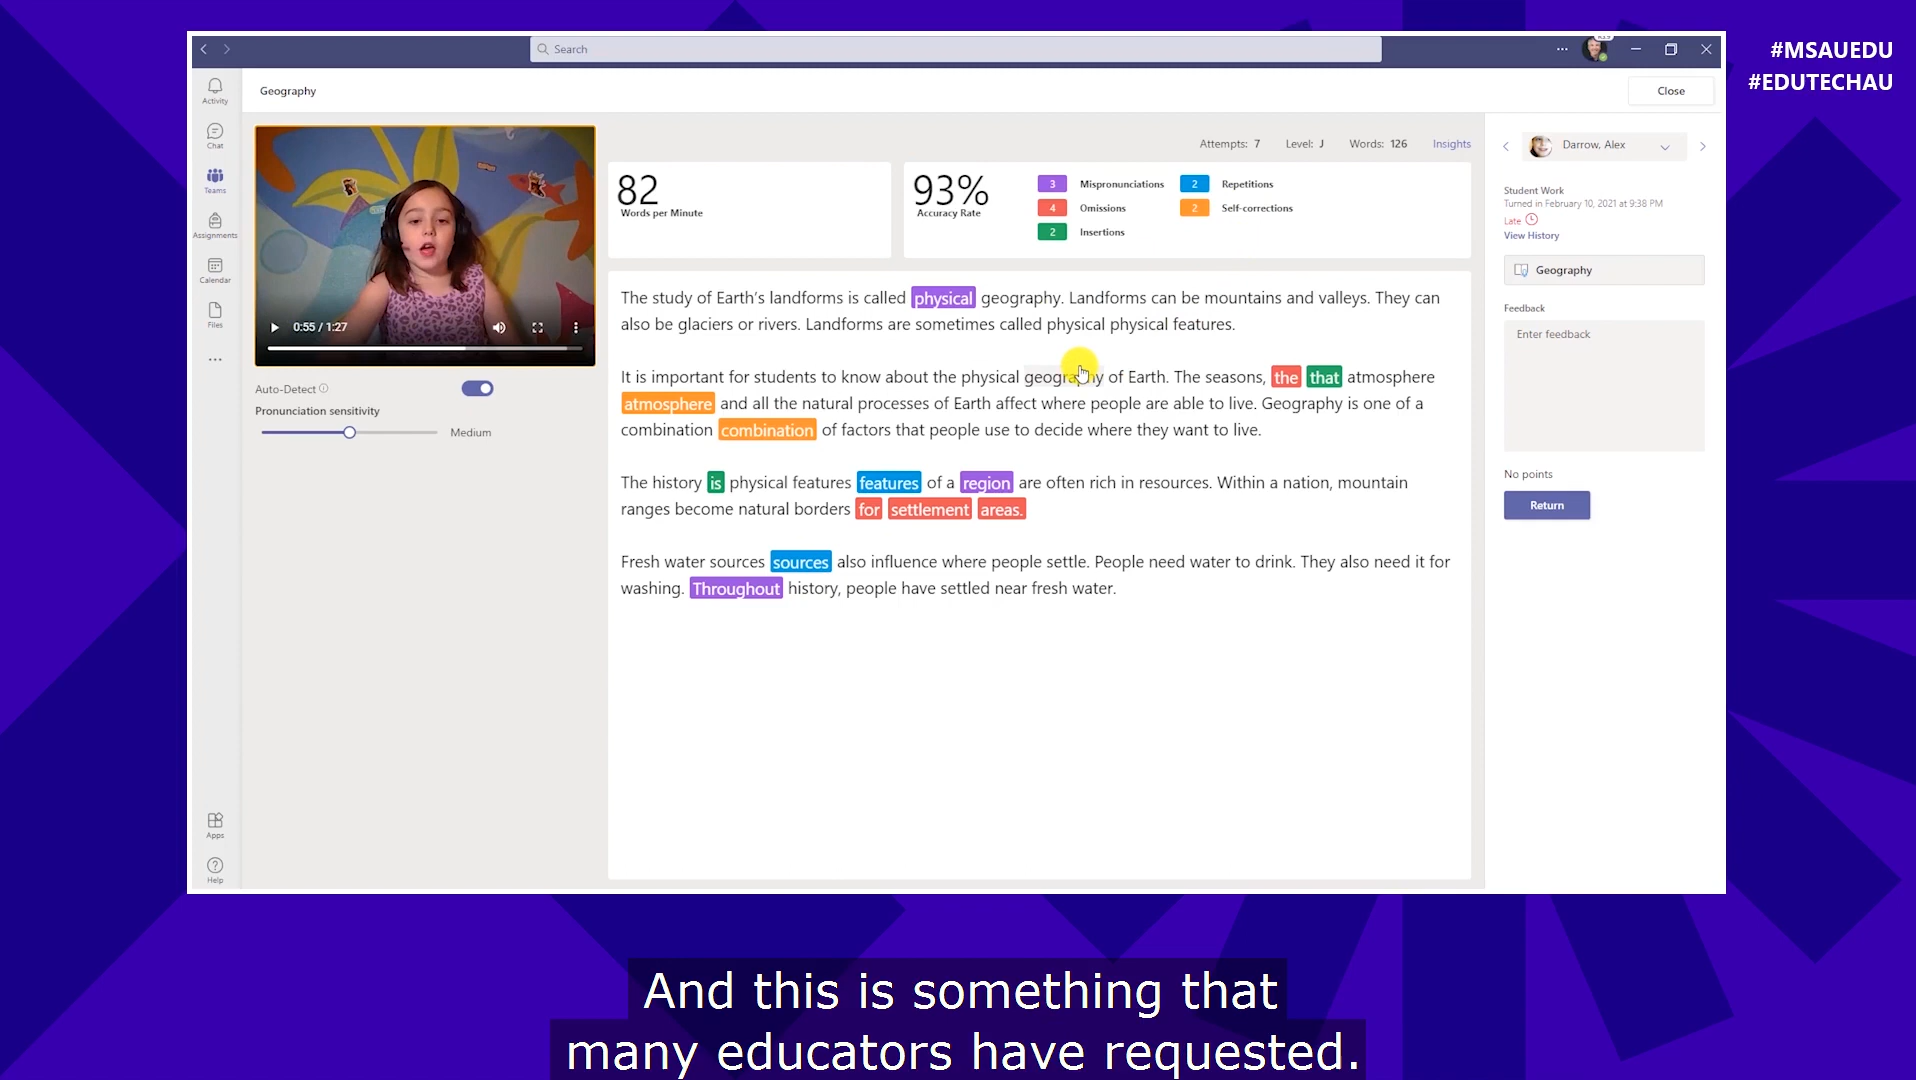 #MSAUEDU
#EDUTECHAU
Search
Activity
Chat
Teams
Assignments
Calendar
Files
Apps
Help
Geography
Close
0:55 / 1:27
Auto-Detect
Pronunciation sensitivity
Medium
Attempts: 7 Level: J Words: 126 Insights
82
Words per Minute
93%
Accuracy Rate
3 Mispronunciations
4 Omissions
2 Insertions
2 Repetitions
2 Self-corrections
The study of Earth's landforms is called physical geography. Landforms can be mountains and valleys. They can
also be glaciers or rivers. Landforms are sometimes called physical physical features.
It is important for students to know about the physical geography of Earth. The seasons, the that atmosphere
atmosphere and all the natural processes of Earth affect where people are able to live. Geography is one of a
combination combination of factors that people use to decide where they want to live.
The history is physical features features of a region are often rich in resources. Within a nation, mountain
ranges become natural borders for settlement areas.
Fresh water sources sources also influence where people settle. People need water to drink. They also need it for
washing. Throughout history, people have settled near fresh water.
Darrow, Alex
Student Work
Turned in February 10, 2021 at 9:38 PM
Late
View History
Geography
Feedback
Enter feedback
No points
Return
And this is something that
many educators have requested.